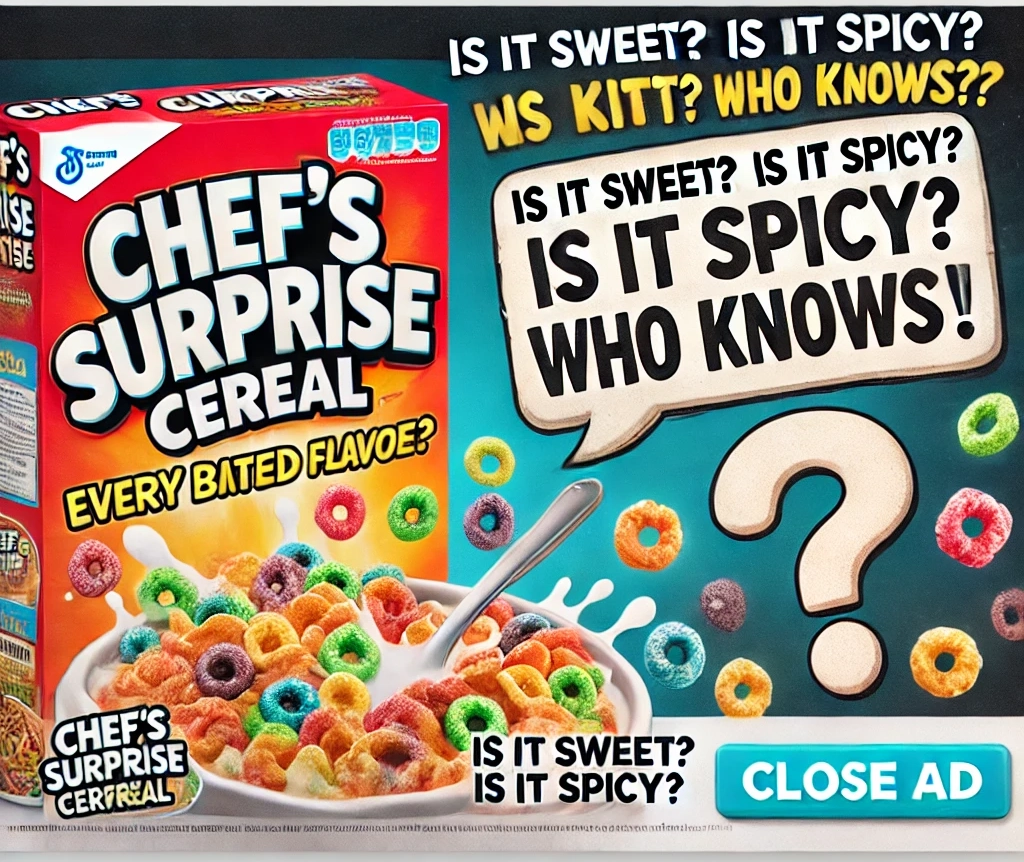 IS IT SWEET? IS IT SPICY?
WS KITT? WHO KNOWS??
CHEF'S
CHEF'S
SURPRISE
CEREAL
EVERY BATED FLAVOE?
IS IT SWEET? IS IT SPICY?
IS IT SPICY?
WHO KNOWS!
CHEF'S
SURPRISE
IS IT SWEET?
IS IT SPICY?
CLOSE AD